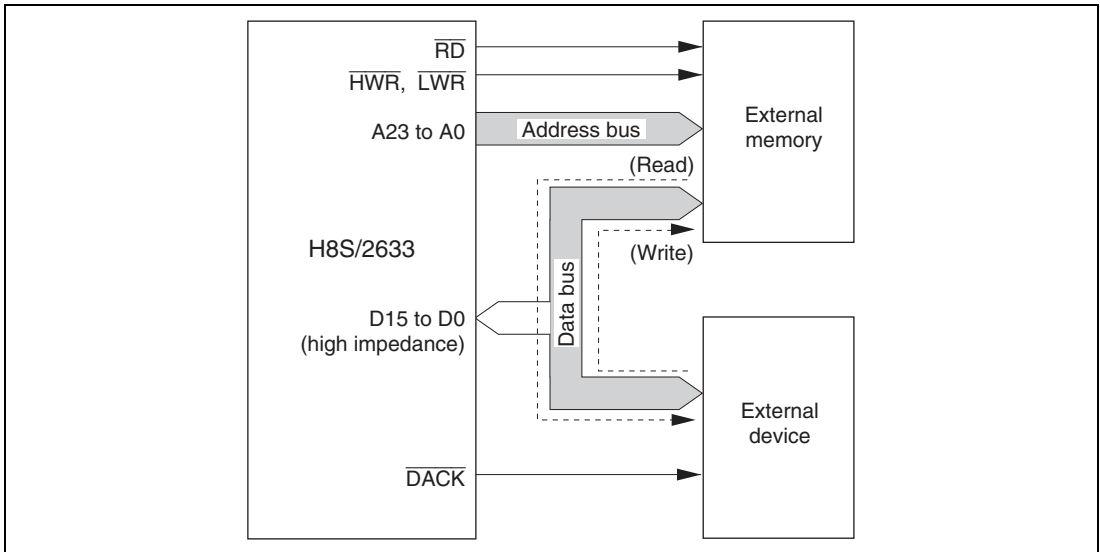 RD
HWR, LWR
A23 to A0
Address bus
External
memory
(Read)
H8S/2633
(Write)
Data bus
D15 to D0
(high impedance)
External
device
DACK